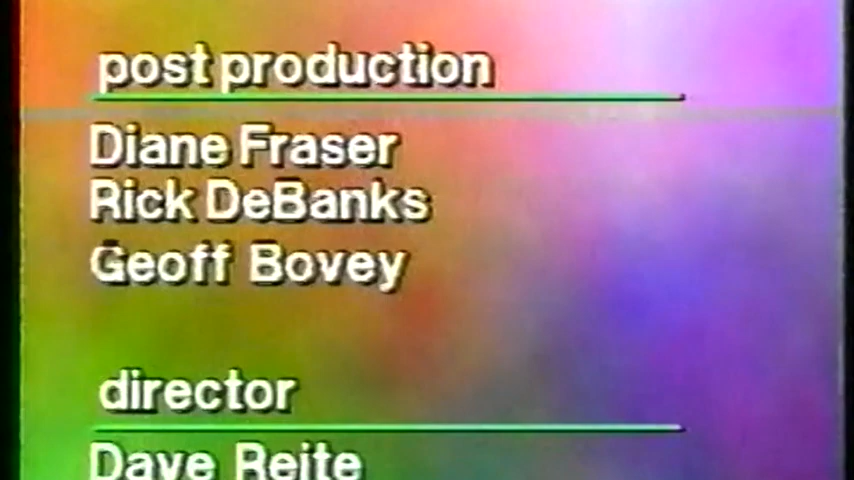 post production
Diane Fraser
Rick DeBanks
Geoff Bovey
director
Dave Reite